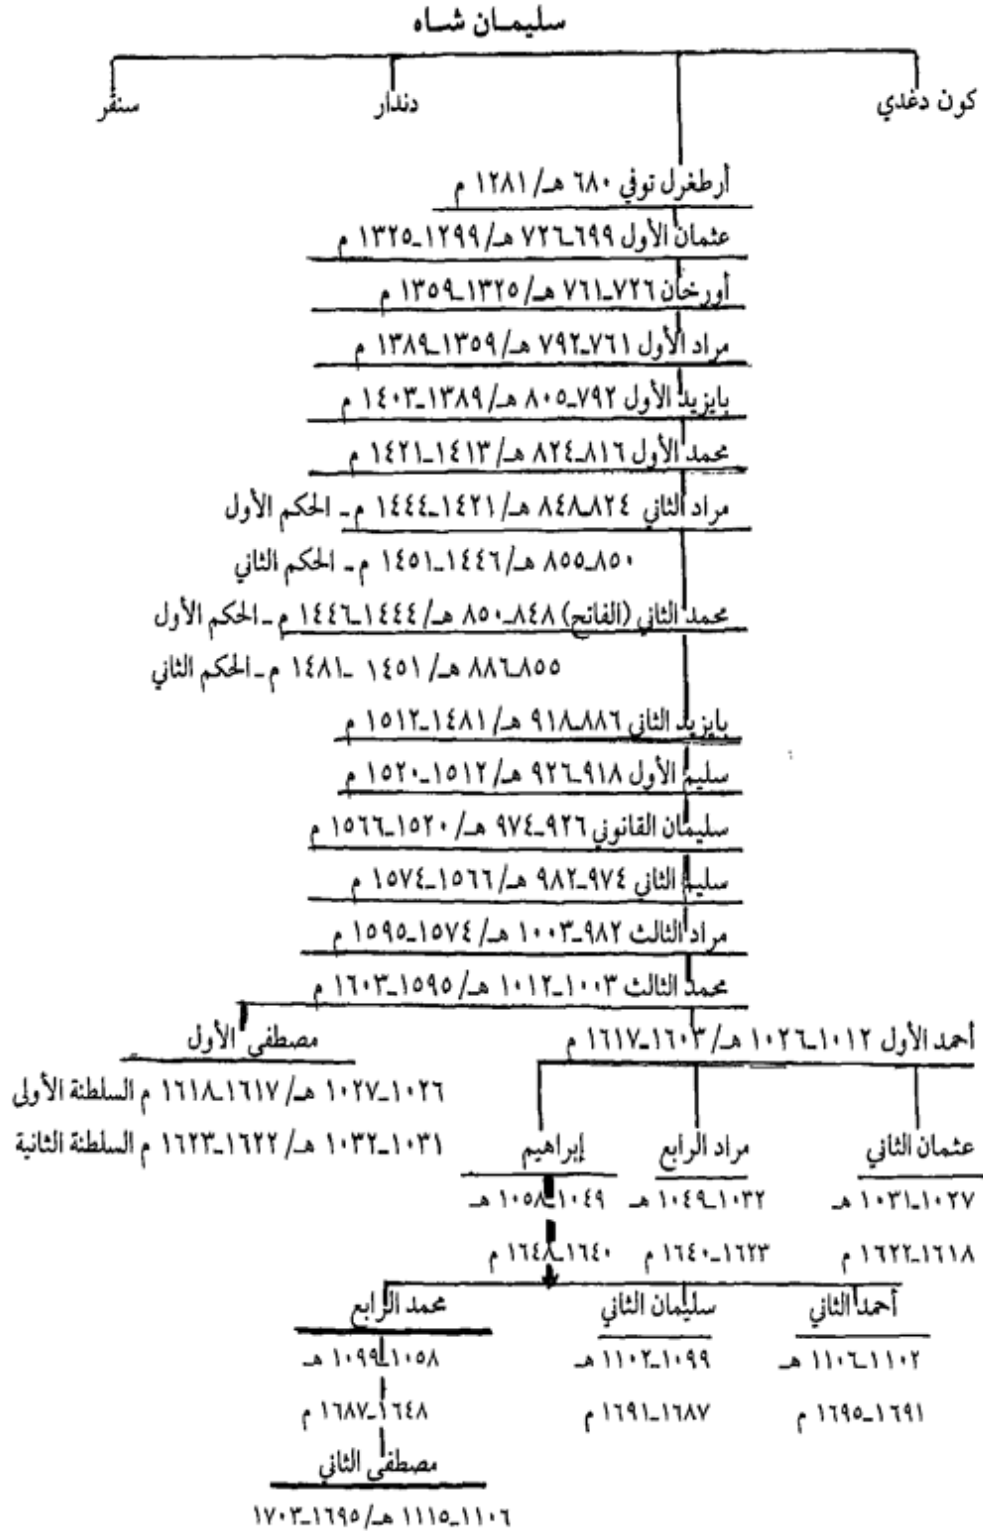 سليمـان شـاه
كون دغدي
دندار
سنقر
أرطغرل توفي ٦٨٠ هـ/ ١٢٨١ م
عثمان الأول ٦٩٩ـ٧٢٦ هـ/ ١٢٩٩ـ١٣٢٥ م
أورخان ٧٢٦ـ٧٦١ هـ/ ١٣٢٥ـ١٣٥٩ م
مراد الأول ٧٦١ـ٧٩٢ هـ/ ١٣٥٩ـ١٣٨٩ م
بايزيد الأول ٧٩٢ـ٨٠٥ هـ/ ١٣٨٩ـ١٤٠٣ م
محمد الأول ٨١٦ـ٨٢٤ هـ/ ١٤١٣ـ١٤٢١ م
مراد الثاني ٨٢٤ـ٨٤٨ هـ/ ١٤٢١ـ١٤٤٤ م ـ الحكم الأول
٨٥٠ـ٨٥٥ هـ/ ١٤٤٦ـ١٤٥١ م ـ الحكم الثاني
محمد الثاني (الفاتح) ٨٤٨ـ٨٥٠ هـ/ ١٤٤٤ـ١٤٤٦ م ـ الحكم الأول
٨٥٥ـ٨٨٦ هـ/ ١٤٥١ ـ١٤٨١ م ـ الحكم الثاني
بايزيد الثاني ٨٨٦ـ٩١٨ هـ/ ١٤٨١ـ١٥١٢ م
سليم الأول ٩١٨ـ٩٢٦ هـ/ ١٥١٢ـ١٥٢٠ م
سليمان القانوني ٩٢٦ـ٩٧٤ هـ/ ١٥٢٠ـ١٥٦٦ م
سليم الثاني ٩٧٤ـ٩٨٢ هـ/ ١٥٦٦ـ١٥٧٤ م
مراد الثالث ٩٨٢ـ١٠٠٣ هـ/ ١٥٧٤ـ١٥٩٥ م
محمد الثالث ١٠٠٣ـ١٠١٢ هـ/ ١٥٩٥ـ١٦٠٣ م
أحمد الأول ١٠١٢ـ١٠٢٦ هـ/ ١٦٠٣ـ١٦١٧ م
مصطفى الأول
١٠٢٦ـ١٠٢٧ هـ/ ١٦١٧ـ١٦١٨ م السلطنة الأولى
١٠٣١ـ١٠٣٢ هـ/ ١٦٢٢ـ١٦٢٣ م السلطنة الثانية
عثمان الثاني
١٠٢٧ـ١٠٣١ هـ
١٦١٨ـ١٦٢٢ م
مراد الرابع
١٠٣٢ـ١٠٤٩ هـ
١٦٢٣ـ١٦٤٠ م
إبراهيم
١٠٤٩ـ١٠٥٨ هـ
١٦٤٠ـ١٦٤٨ م
أحمد الثاني
١١٠٢ـ١١٠٦ هـ
١٦٩١ـ١٦٩٥ م
سليمان الثاني
١٠٩٩ـ١١٠٢ هـ
١٦٨٧ـ١٦٩١ م
محمد الرابع
١٠٥٨ـ١٠٩٩ هـ
١٦٤٨ـ١٦٨٧ م
مصطفى الثاني
١١٠٦ـ١١١٥ هـ/ ١٦٩٥ـ١٧٠٣